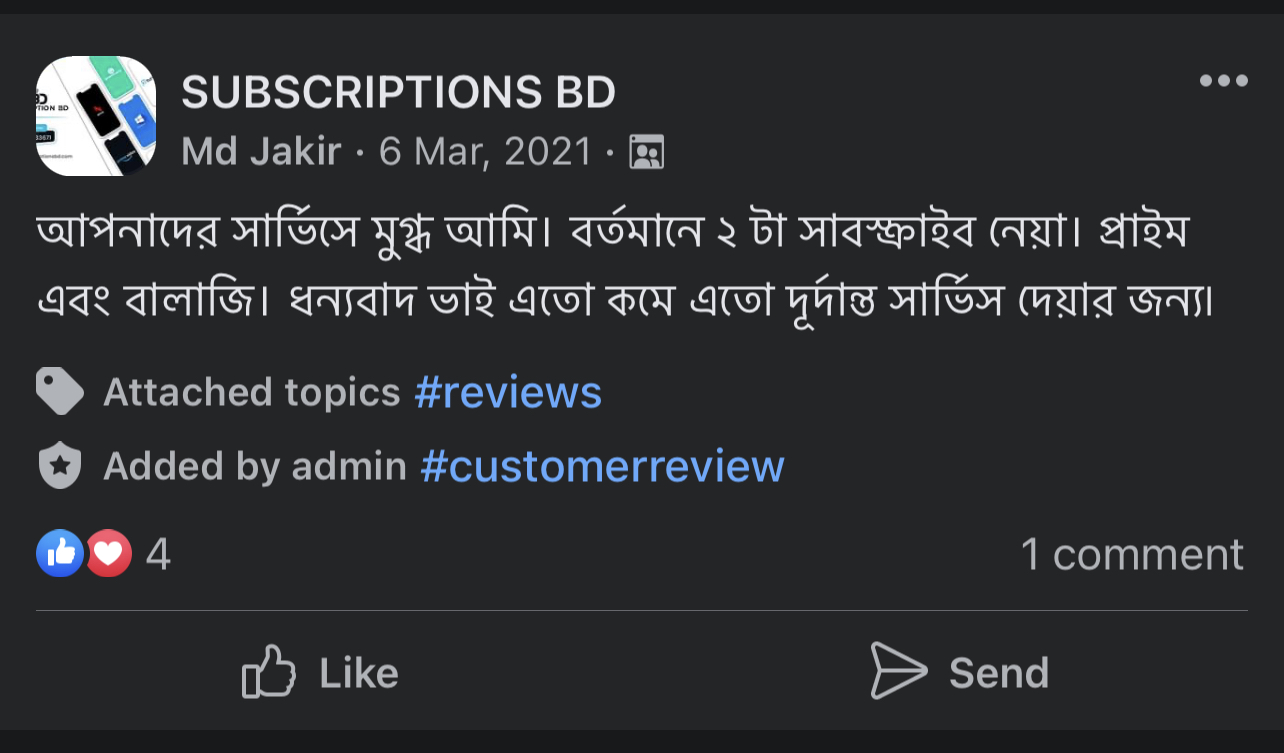 SUBSCRIPTIONS BD
Md Jakir · 6 Mar, 2021 ·
আপনাদের সার্ভিসে মুগ্ধ আমি। বর্তমানে ২ টা সাবস্ক্রাইব নেয়া। প্রাইম
এবং বালাজি। ধন্যবাদ ভাই এতো কমে এতো দূর্দান্ত সার্ভিস দেয়ার জন্য।
Attached topics #reviews
Added by admin #customerreview
4
1 comment
Like
Send